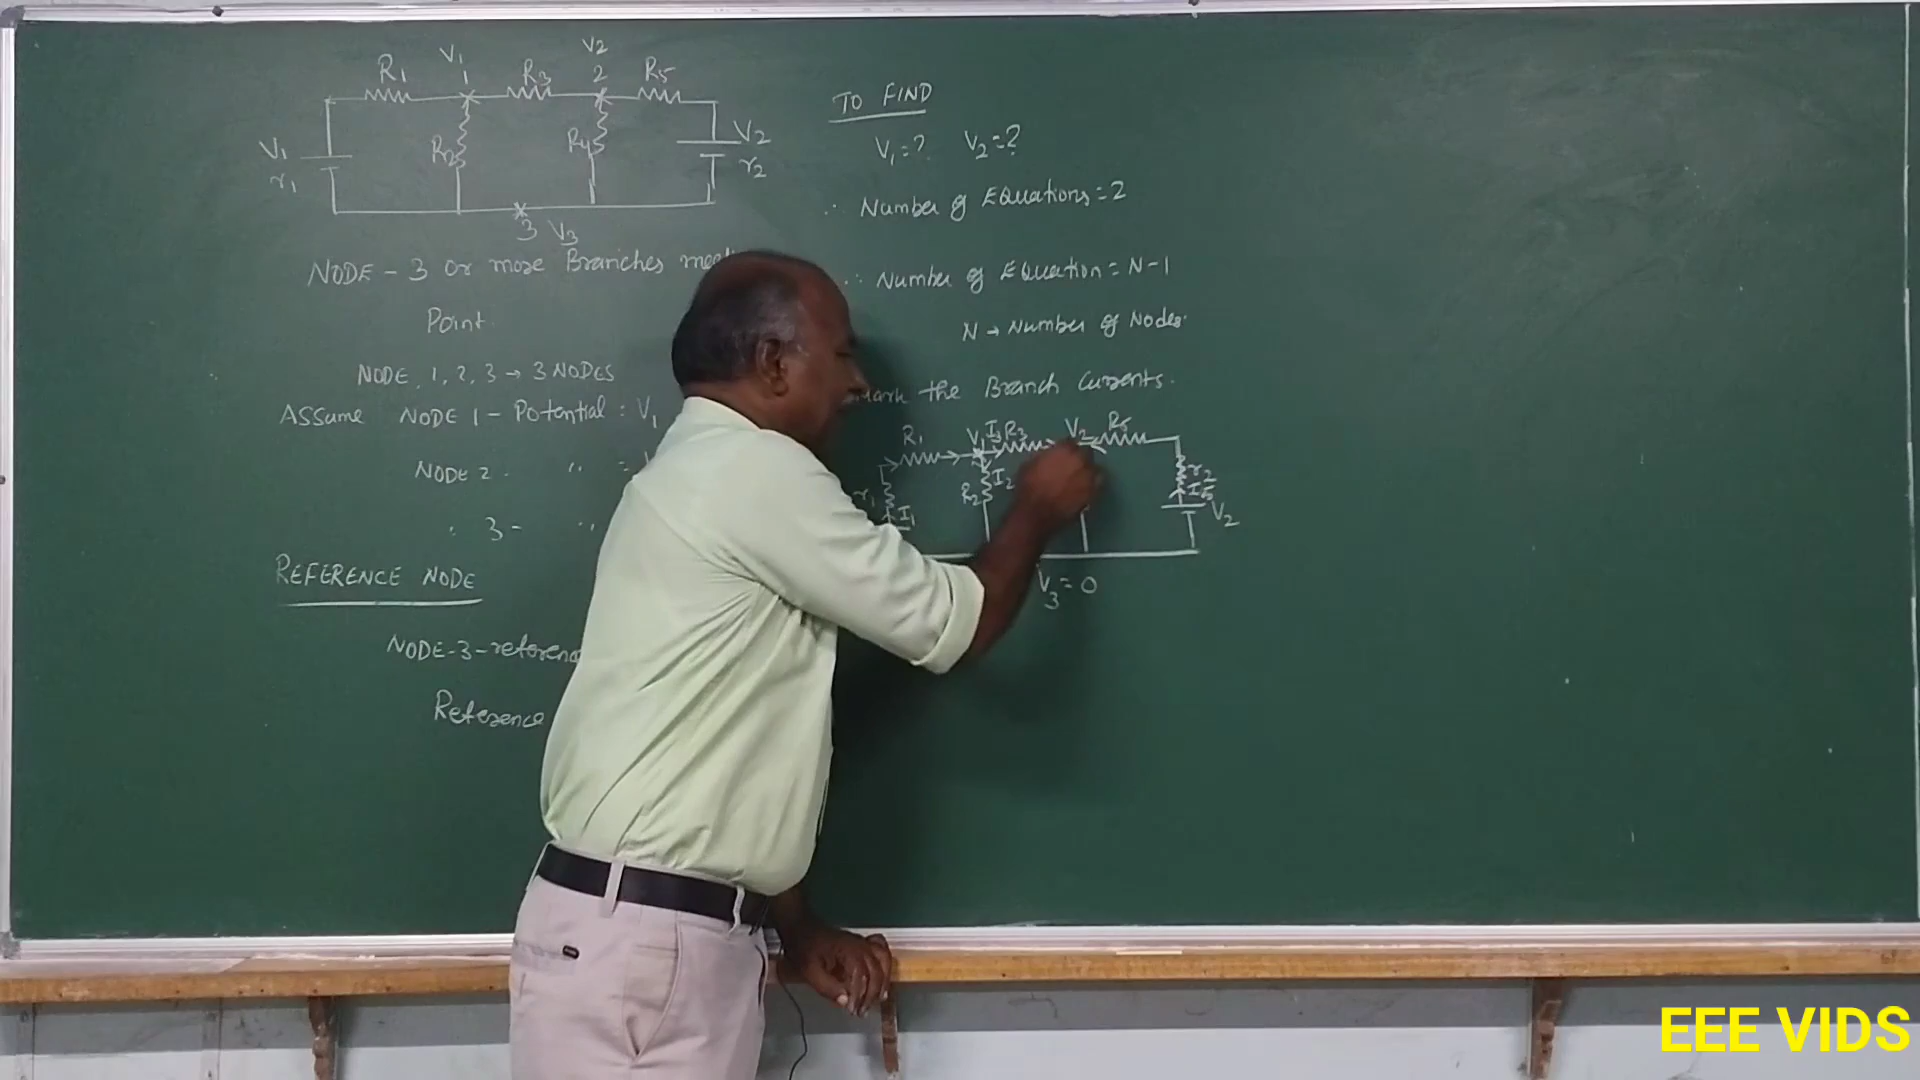 V1 V2
R1 1 R3 2 R5
V1 r1 R2 R4 V2 r2
3 V3
NODE - 3 Or more Branches
Point.
NODE, 1, 2, 3 → 3 NODES
Assume NODE 1 - Potential = V1
NODE 2 - " =
: 3 - "
REFERENCE NODE
NODE-3-
Reference
TO FIND
V1=? V2=?
∴ Number of Equations = 2
∴ Number of Equation = N-1
N → Number of Nodes.
the Branch Currents.
R1 V1 I3 R3 V2 R5
r1 I1 R2 I2 r2 I5 V2
V3 = 0
EEE VIDS